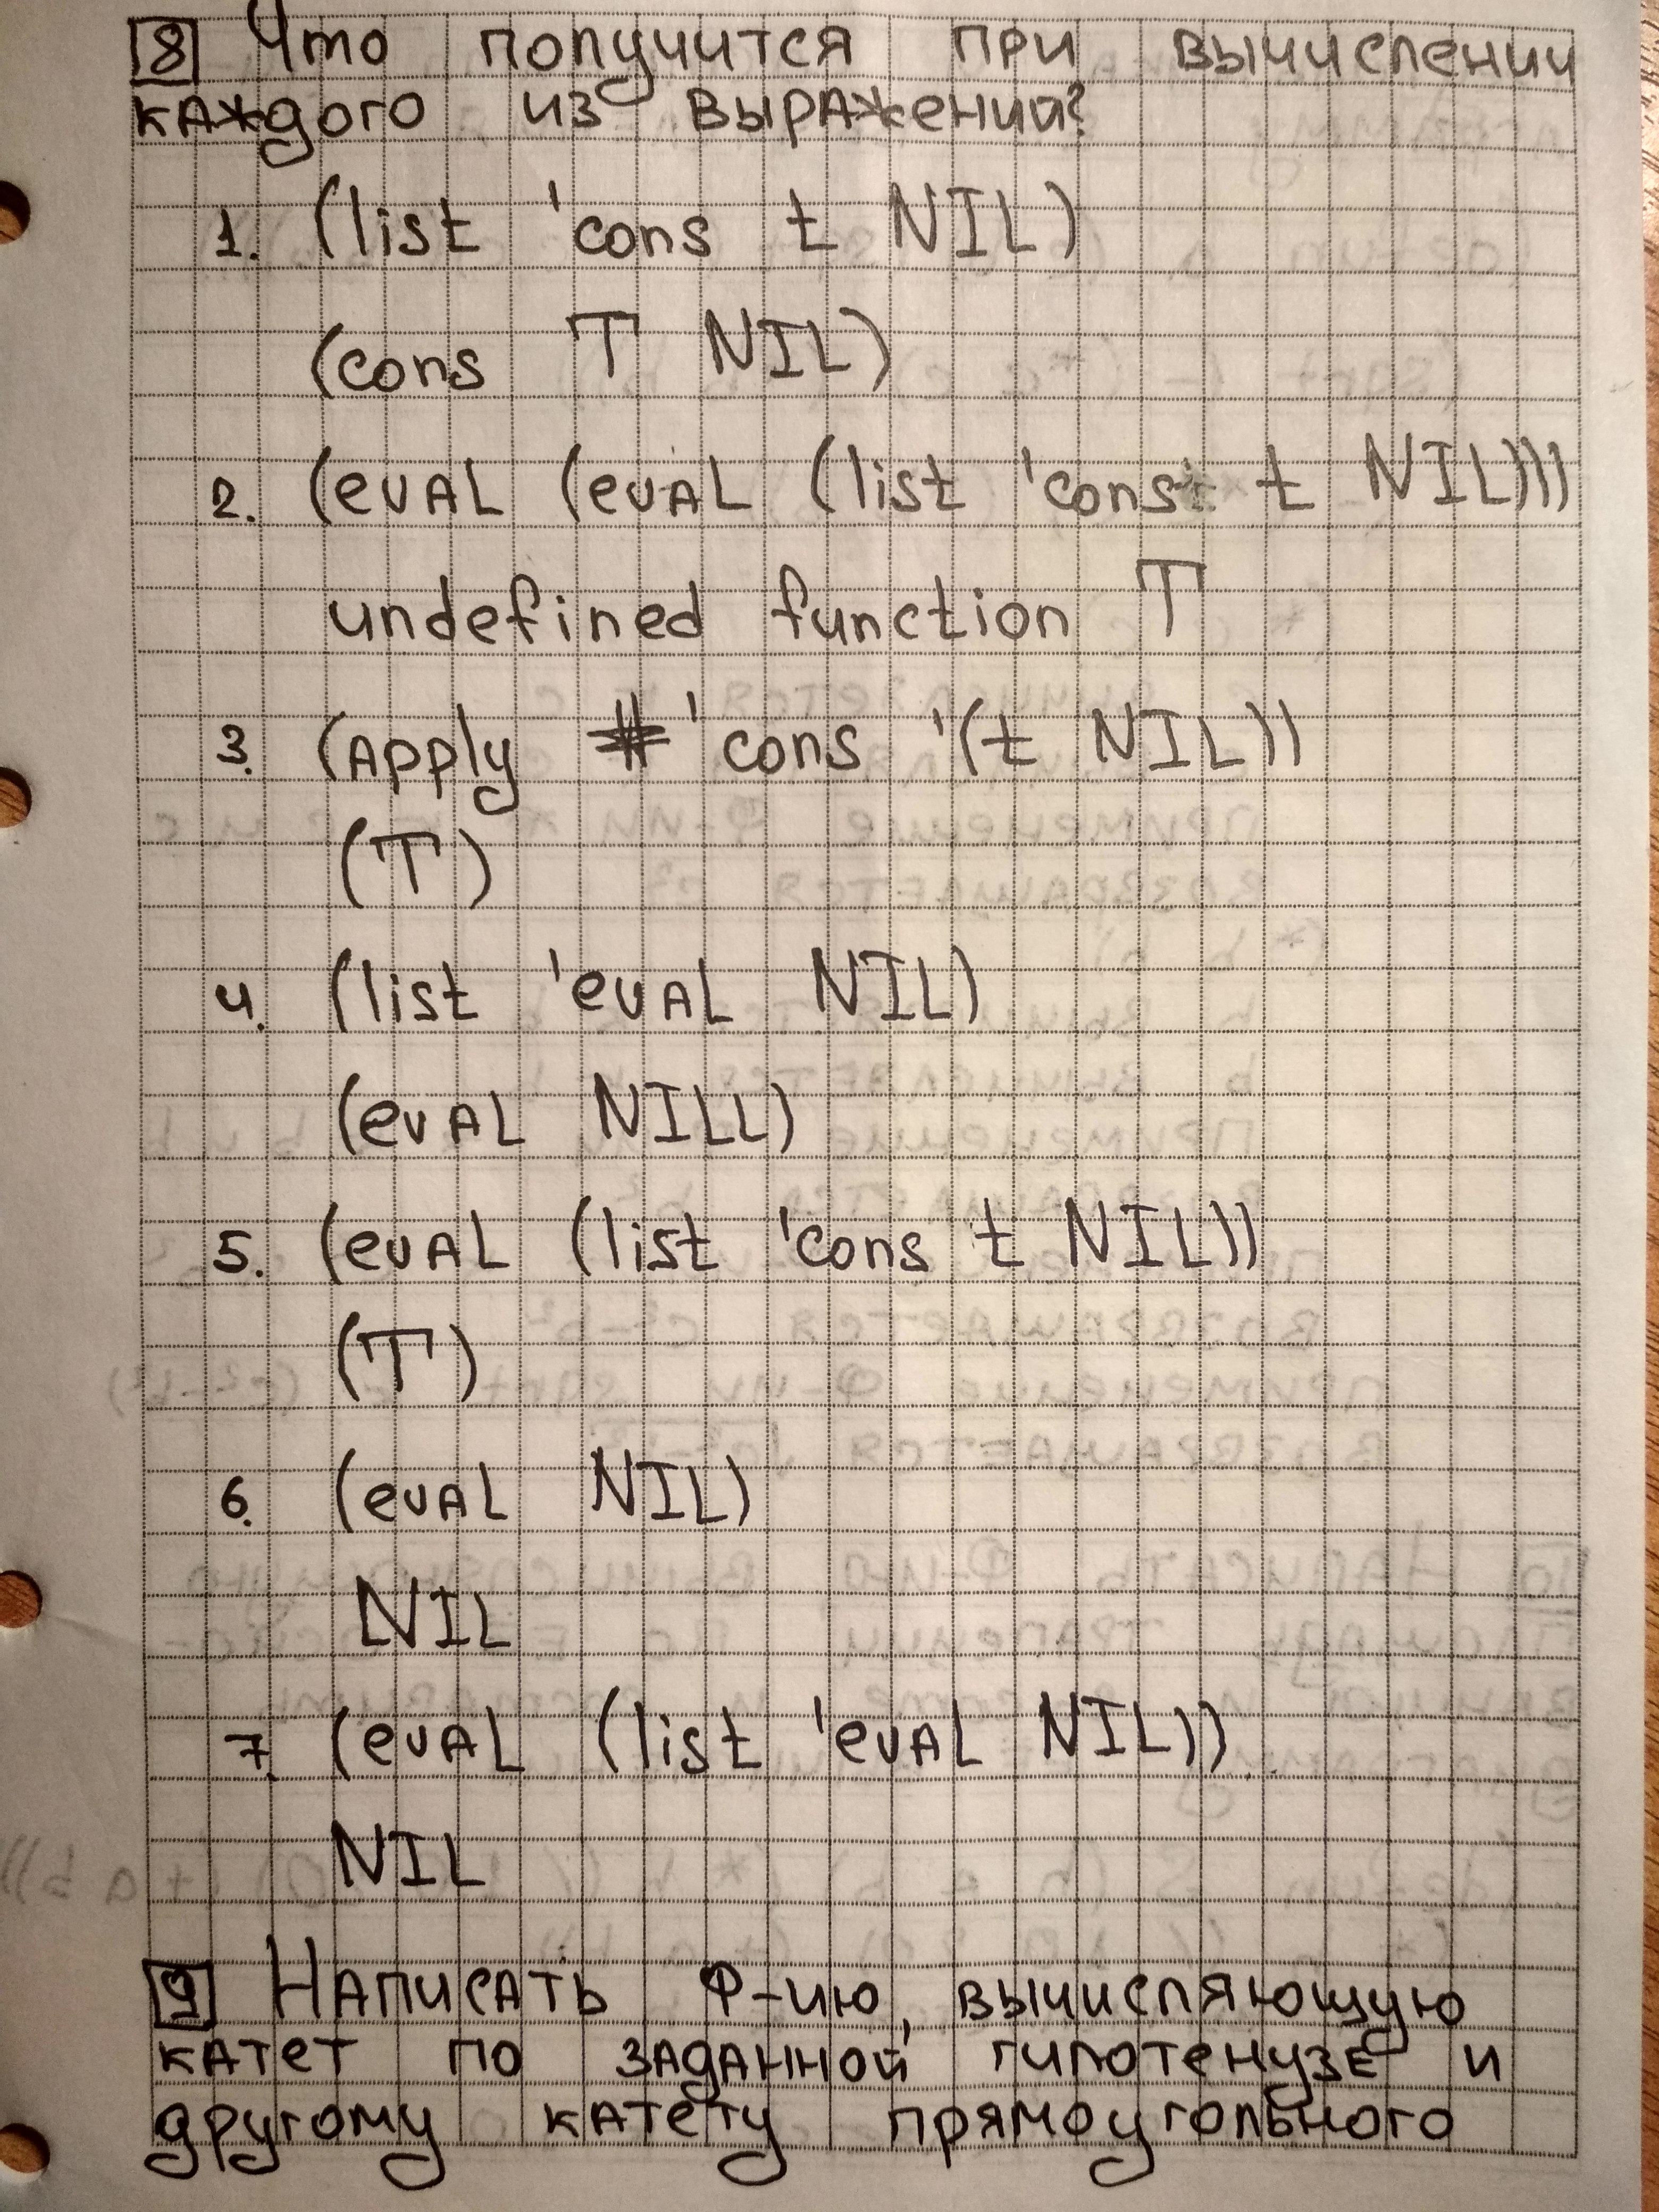 8 Что получится при вычислении
каждого из выражений?
1. (list 'cons t NIL)
(cons T NIL)
2. (eval (eval (list 'const t NIL)))
undefined function T
3. (Apply #'cons '(t NIL))
(T)
4. (list 'eval NIL)
(eval NILL)
5. (eval (list 'cons t NIL))
(T)
6. (eval NIL)
NIL
7. (eval (list 'eval NIL))
NIL
9 Написать ф-ию, вычисляющую
катет по заданной гипотенузе и
другому катету прямоугольного